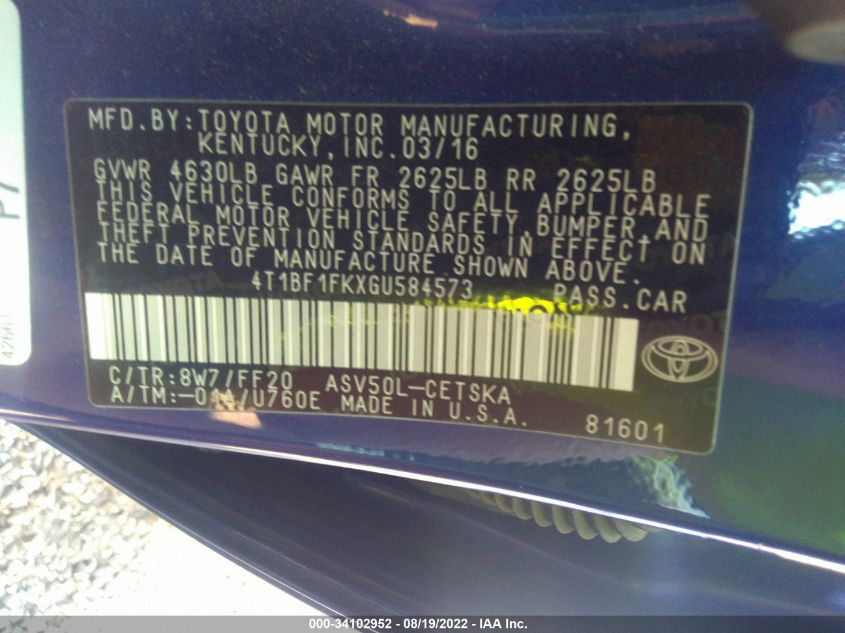 MFD.BY:TOYOTA MOTOR MANUFACTURING,
KENTUCKY,INC.03/16
GVWR 4630LB GAWR FR 2625LB RR 2625LB
THIS VEHICLE CONFORMS TO ALL APPLICABLE
FEDERAL MOTOR VEHICLE SAFETY,BUMPER,AND
THEFT PREVENTION STANDARDS IN EFFECT ON
THE DATE OF MANUFACTURE SHOWN ABOVE.
4T1BF1FKXGU584573 PASS.CAR
C/TR:8W7/FF20 ASV50L-CETSKA
A/TM:-01A/U760E MADE IN U.S.A.
81601
000-34102952 - 08/19/2022 - IAA Inc.